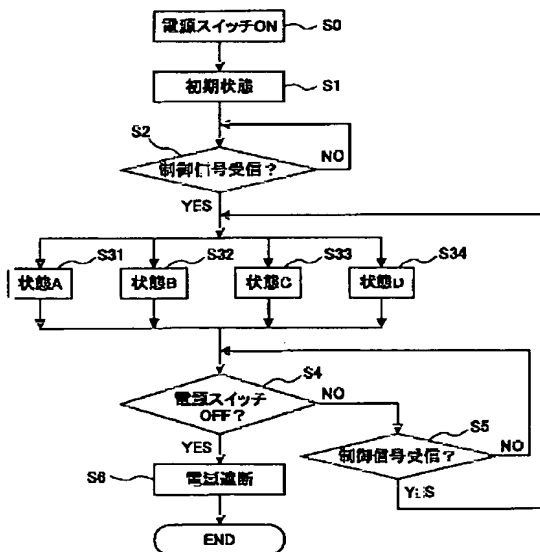 電源スイッチON
S0
初期状態
S1
S2
制御信号受信?
NO
YES
S31
S32
S33
S34
状態A
状態B
状態C
状態D
電源スイッチ
OFF?
S4
NO
YES
S5
制御信号受信?
NO
YES
S6
電源遮断
END